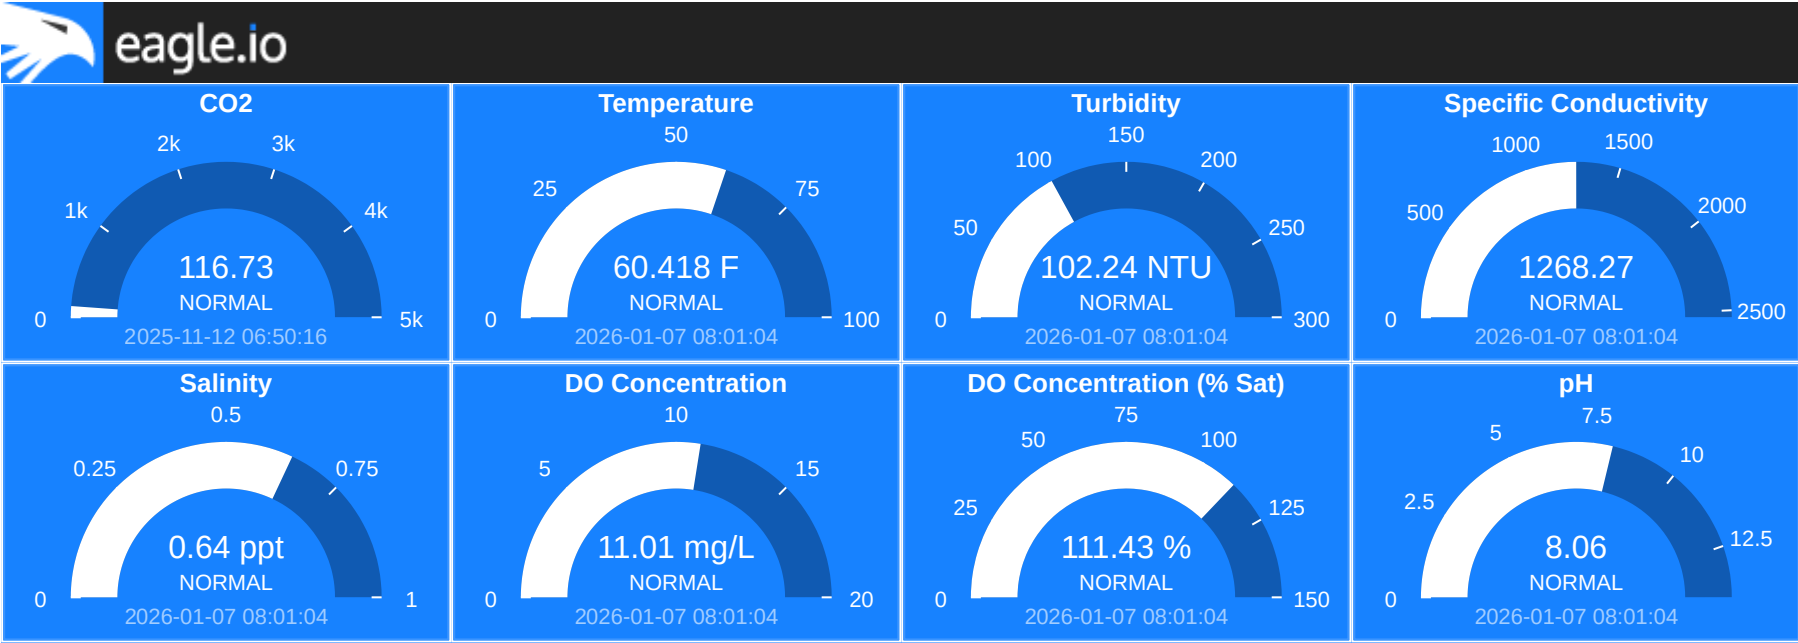 eagle.io
CO2
0
1k
2k
3k
4k
5k
116.73
NORMAL
2025-11-12 06:50:16
Temperature
0
25
50
75
100
60.418 F
NORMAL
2026-01-07 08:01:04
Turbidity
0
50
100
150
200
250
300
102.24 NTU
NORMAL
2026-01-07 08:01:04
Specific Conductivity
0
500
1000
1500
2000
2500
1268.27
NORMAL
2026-01-07 08:01:04
Salinity
0
0.25
0.5
0.75
1
0.64 ppt
NORMAL
2026-01-07 08:01:04
DO Concentration
0
5
10
15
20
11.01 mg/L
NORMAL
2026-01-07 08:01:04
DO Concentration (% Sat)
0
25
50
75
100
125
150
111.43 %
NORMAL
2026-01-07 08:01:04
pH
0
2.5
5
7.5
10
12.5
8.06
NORMAL
2026-01-07 08:01:04